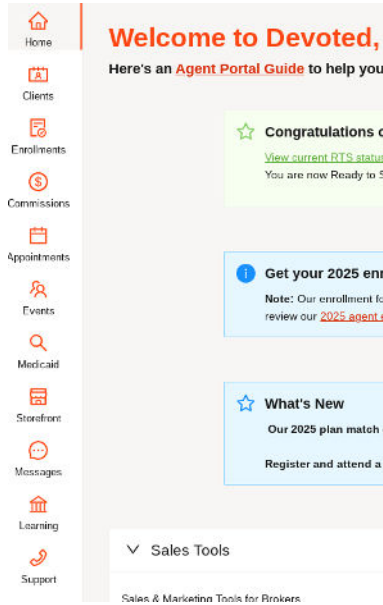 Home
Clients
Enrollments
Commissions
Appointments
Events
Medicaid
Storefront
Messages
Learning
Support
Welcome to Devoted,
Here's an Agent Portal Guide to help you
Congratulations
View current RTS status
You are now Ready to
Get your 2025
Note: Our enrollment
review our 2025 agent
What's New
Our 2025 plan match
Register and attend a
Sales Tools
Sales & Marketing Tools for Brokers